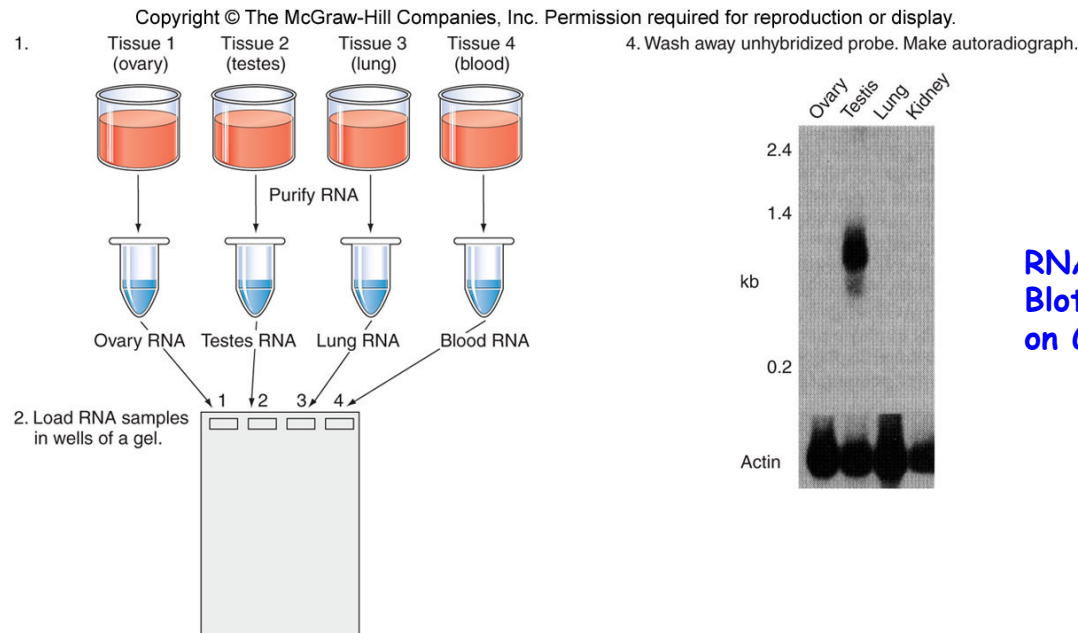 Copyright © The McGraw-Hill Companies, Inc. Permission required for reproduction or display.
1.
Tissue 1 (ovary)
Tissue 2 (testes)
Tissue 3 (lung)
Tissue 4 (blood)
Purify RNA
Ovary RNA
Testes RNA
Lung RNA
Blood RNA
2. Load RNA samples
in wells of a gel.
1 2 3 4
4. Wash away unhybridized probe. Make autoradiograph.
Ovary
Testis
Lung
Kidney
2.4
1.4
kb
0.2
Actin
Blot